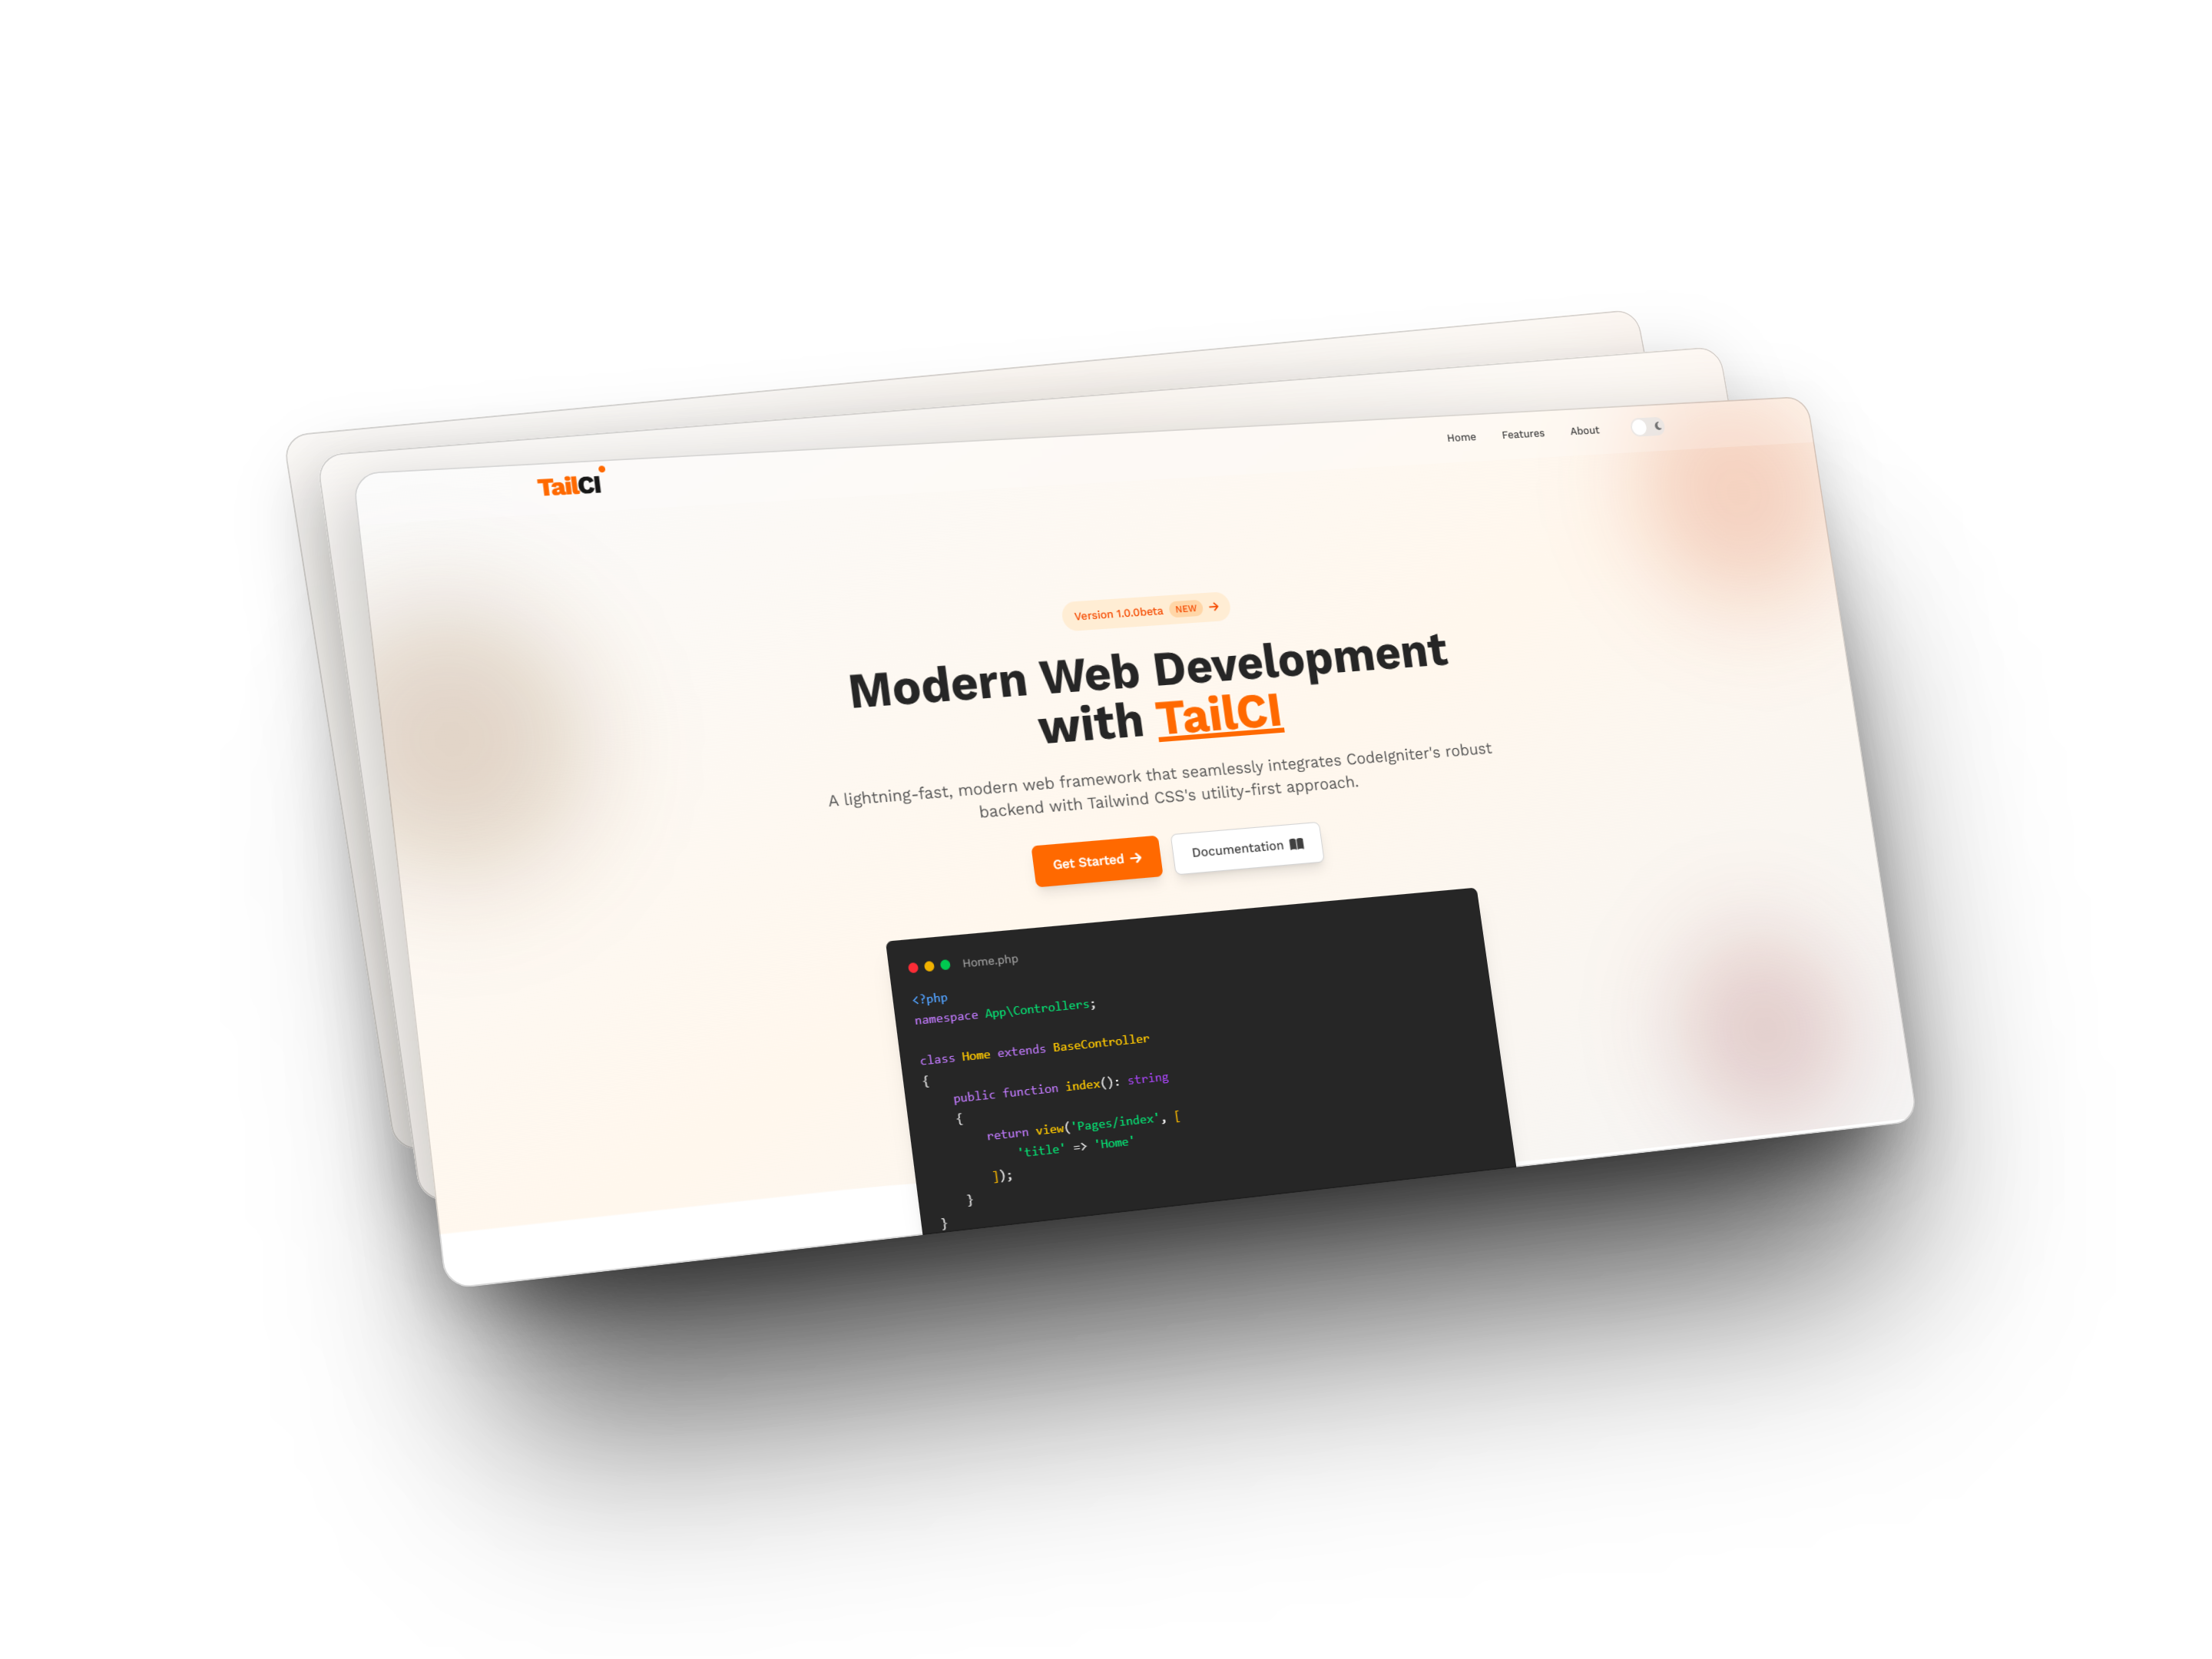 TailCI
Home Features About
Version 1.0.0beta NEW →
Modern Web Development
with TailCI
A lightning-fast, modern web framework that seamlessly integrates CodeIgniter's robust
backend with Tailwind CSS's utility-first approach.
Get Started → Documentation
Home.php
<?php
namespace App\Controllers;
class Home extends BaseController
{
    public function index(): string
    {
        return view('Pages/index', [
            'title' => 'Home'
        ]);
    }
}